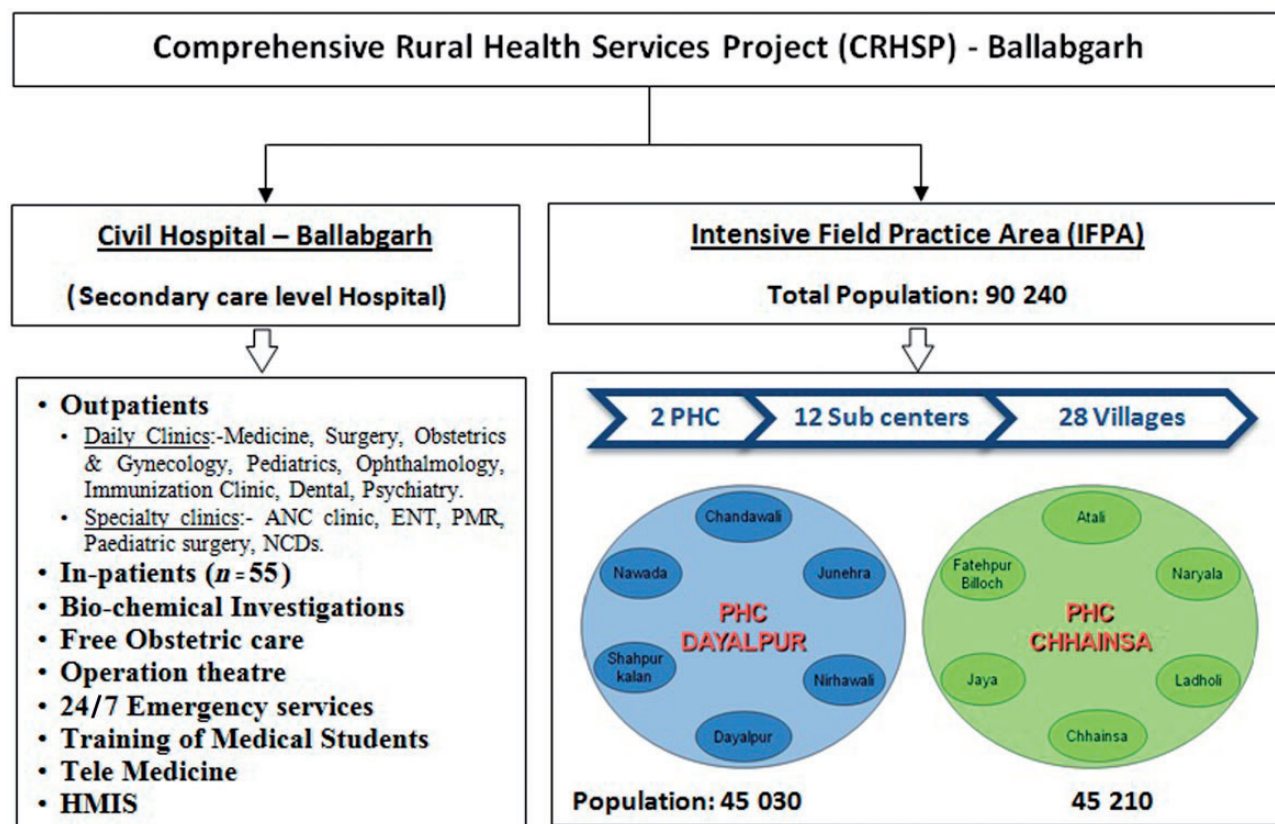 Comprehensive Rural Health Services Project (CRHSP) - Ballabgarh
Civil Hospital – Ballabgarh
(Secondary care level Hospital)
Intensive Field Practice Area (IFPA)
Total Population: 90 240
• Outpatients
• Daily Clinics:-Medicine, Surgery, Obstetrics
& Gynecology, Pediatrics, Ophthalmology,
Immunization Clinic, Dental, Psychiatry.
• Specialty clinics:- ANC clinic, ENT, PMR,
Paediatric surgery, NCDs.
• In-patients (n=55)
• Bio-chemical Investigations
• Free Obstetric care
• Operation theatre
• 24/7 Emergency services
• Training of Medical Students
• Tele Medicine
• HMIS
2 PHC
12 Sub centers
28 Villages
Chandawali
Nawada
Junehra
PHC
DAYALPUR
Shahpur
kalan
Nirhawali
Dayalpur
Atali
Fatehpur
Billoch
Naryala
PHC
CHHAINSA
Jaya
Ladholi
Chhainsa
Population: 45 030
45 210